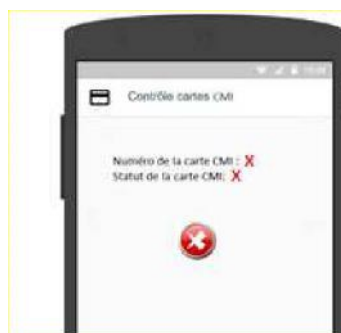 Contrôle cartes CMI
Numéro de la carte CMI : X
Statut de la carte CMI: X